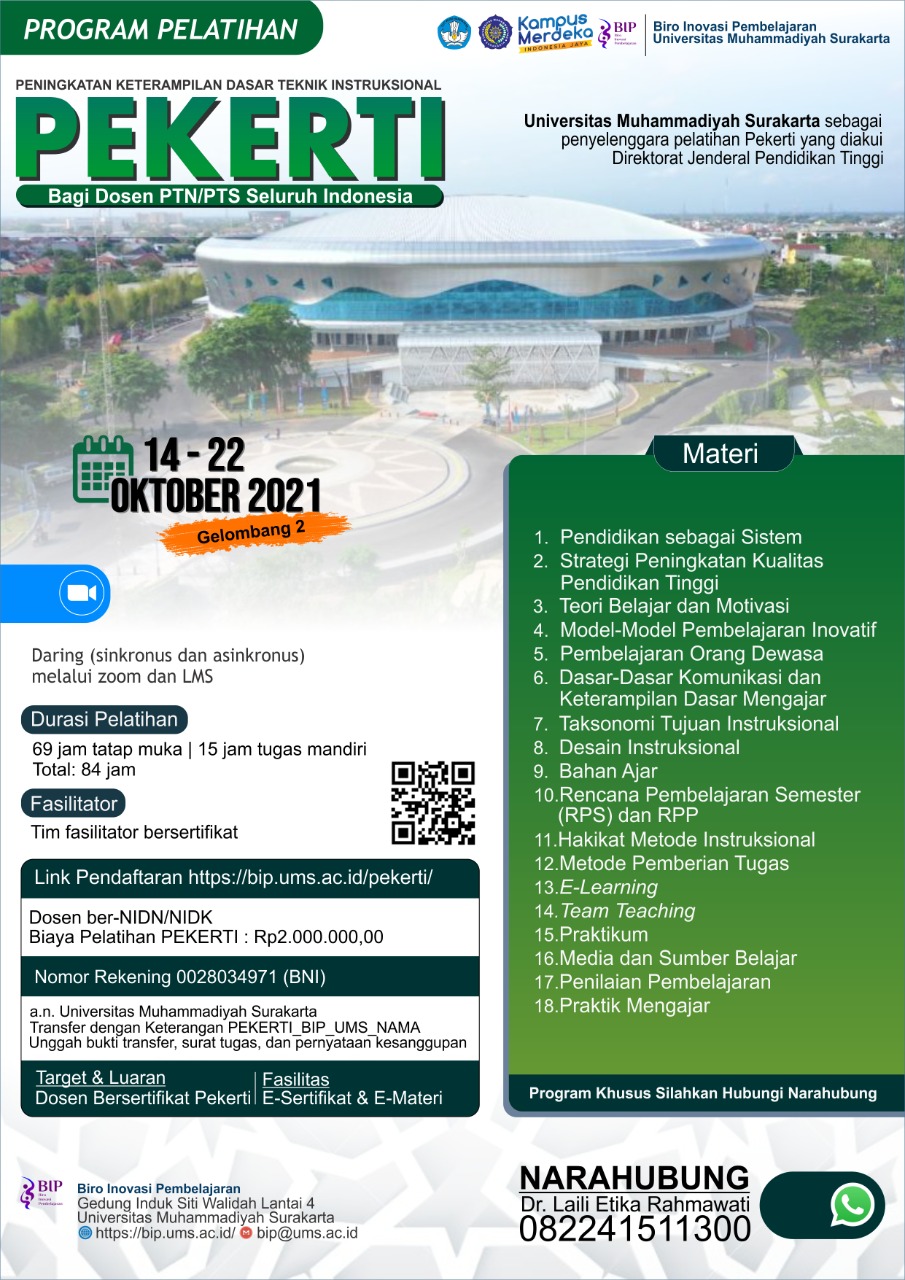 PROGRAM PELATIHAN
Kampus
Merdeka
INDONESIA JAYA
BIP
Biro Inovasi Pembelajaran
Universitas Muhammadiyah Surakarta
PENINGKATAN KETERAMPILAN DASAR TEKNIK INSTRUKSIONAL
PEKERTI
Bagi Dosen PTN/PTS Seluruh Indonesia
Universitas Muhammadiyah Surakarta sebagai
penyelenggara pelatihan Pekerti yang diakui
Direktorat Jenderal Pendidikan Tinggi
14 - 22
OKTOBER 2021
Gelombang 2
Daring (sinkronus dan asinkronus)
melalui zoom dan LMS
Durasi Pelatihan
69 jam tatap muka | 15 jam tugas mandiri
Total: 84 jam
Fasilitator
Tim fasilitator bersertifikat
Link Pendaftaran https://bip.ums.ac.id/pekerti/
Dosen ber-NIDN/NIDK
Biaya Pelatihan PEKERTI : Rp2.000.000,00
Nomor Rekening 0028034971 (BNI)
a.n. Universitas Muhammadiyah Surakarta
Transfer dengan Keterangan PEKERTI_BIP_UMS_NAMA
Unggah bukti transfer, surat tugas, dan pernyataan kesanggupan
Target & Luaran
Dosen Bersertifikat Pekerti
Fasilitas
E-Sertifikat & E-Materi
Materi
1. Pendidikan sebagai Sistem
2. Strategi Peningkatan Kualitas
Pendidikan Tinggi
3. Teori Belajar dan Motivasi
4. Model-Model Pembelajaran Inovatif
5. Pembelajaran Orang Dewasa
6. Dasar-Dasar Komunikasi dan
Keterampilan Dasar Mengajar
7. Taksonomi Tujuan Instruksional
8. Desain Instruksional
9. Bahan Ajar
10.Rencana Pembelajaran Semester
(RPS) dan RPP
11.Hakikat Metode Instruksional
12.Metode Pemberian Tugas
13.E-Learning
14.Team Teaching
15.Praktikum
16.Media dan Sumber Belajar
17.Penilaian Pembelajaran
18.Praktik Mengajar
Program Khusus Silahkan Hubungi Narahubung
BIP
Biro
Inovasi
Pembelajaran
Biro Inovasi Pembelajaran
Gedung Induk Siti Walidah Lantai 4
Universitas Muhammadiyah Surakarta
https://bip.ums.ac.id/ bip@ums.ac.id
NARAHUBUNG
Dr. Laili Etika Rahmawati
082241511300